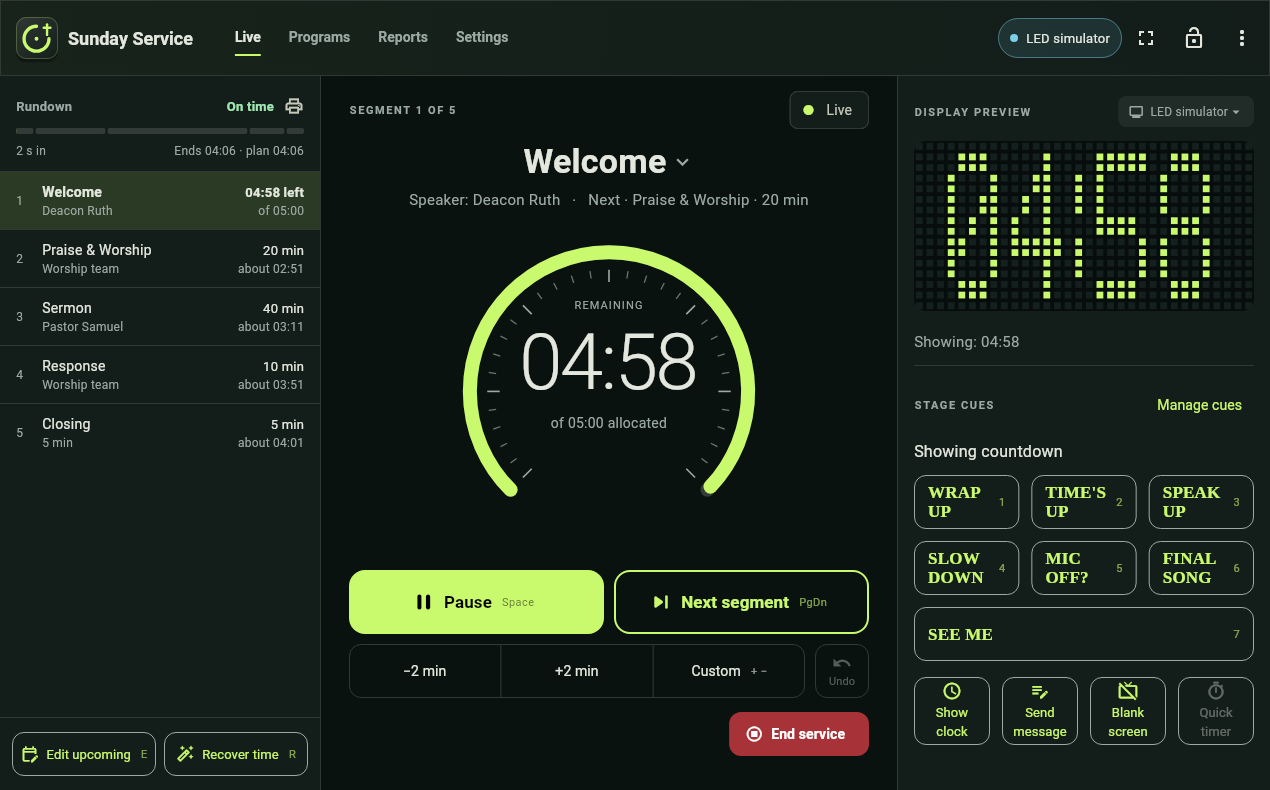 Sunday Service
Live
Programs
Reports
Settings
LED simulator
Rundown
On time
2 s in
Ends 04:06 · plan 04:06
1
Welcome
04:58 left
Deacon Ruth
of 05:00
2
Praise & Worship
20 min
Worship team
about 02:51
3
Sermon
40 min
Pastor Samuel
about 03:11
4
Response
10 min
Worship team
about 03:51
5
Closing
5 min
5 min
about 04:01
Edit upcoming E
Recover time R
SEGMENT 1 OF 5
Live
Welcome
Speaker: Deacon Ruth · Next · Praise & Worship · 20 min
REMAINING
04:58
of 05:00 allocated
Pause Space
Next segment PgDn
−2 min
+2 min
Custom + −
Undo
End service
DISPLAY PREVIEW
LED simulator
04:58
Showing: 04:58
STAGE CUES
Manage cues
Showing countdown
WRAP
UP
1
TIME'S
UP
2
SPEAK
UP
3
SLOW
DOWN
4
MIC
OFF?
5
FINAL
SONG
6
SEE ME
7
Show
clock
Send
message
Blank
screen
Quick
timer